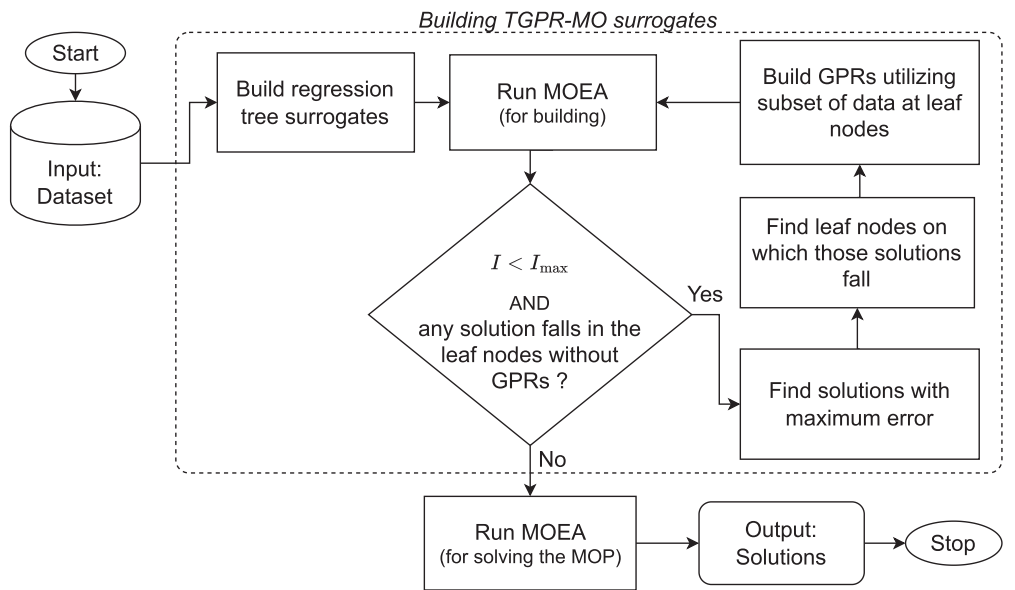 Building TGPR-MO surrogates
Start
Input:
Dataset
Build regression
tree surrogates
Run MOEA
(for building)
Build GPRs utilizing
subset of data at leaf
nodes
I < I_max
AND
any solution falls in the
leaf nodes without
GPRs ?
Yes
Find leaf nodes on
which those solutions
fall
Find solutions with
maximum error
No
Run MOEA
(for solving the MOP)
Output:
Solutions
Stop